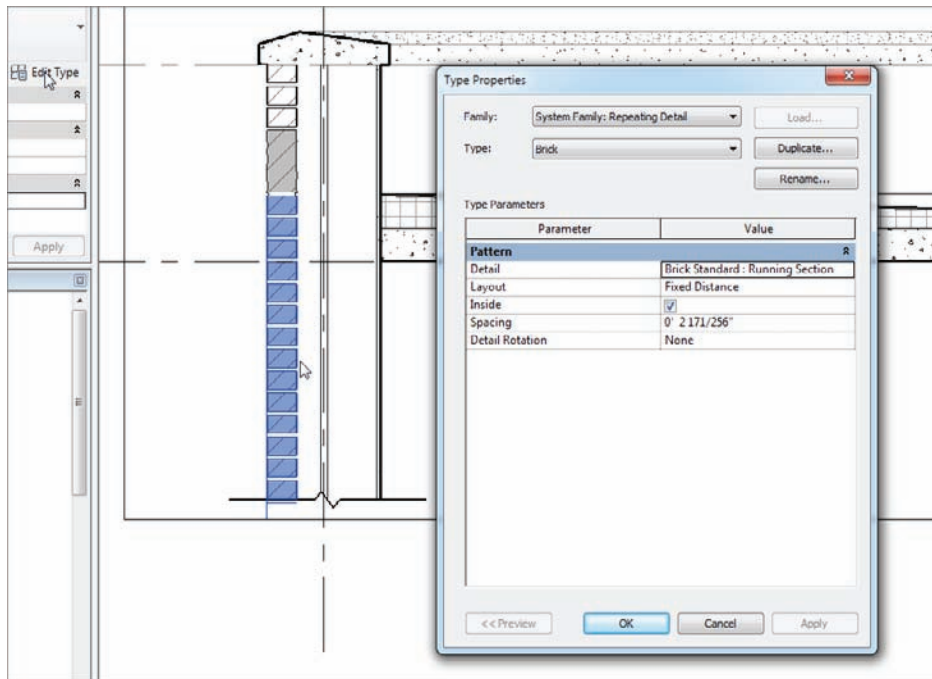 Edit Type
Apply
Type Properties
Family: System Family: Repeating Detail Load...
Type: Brick Duplicate...
Rename...
Type Parameters
Parameter Value
Pattern
Detail Brick Standard : Running Section
Layout Fixed Distance
Inside
Spacing 0' 2 171/256"
Detail Rotation None
<< Preview OK Cancel Apply